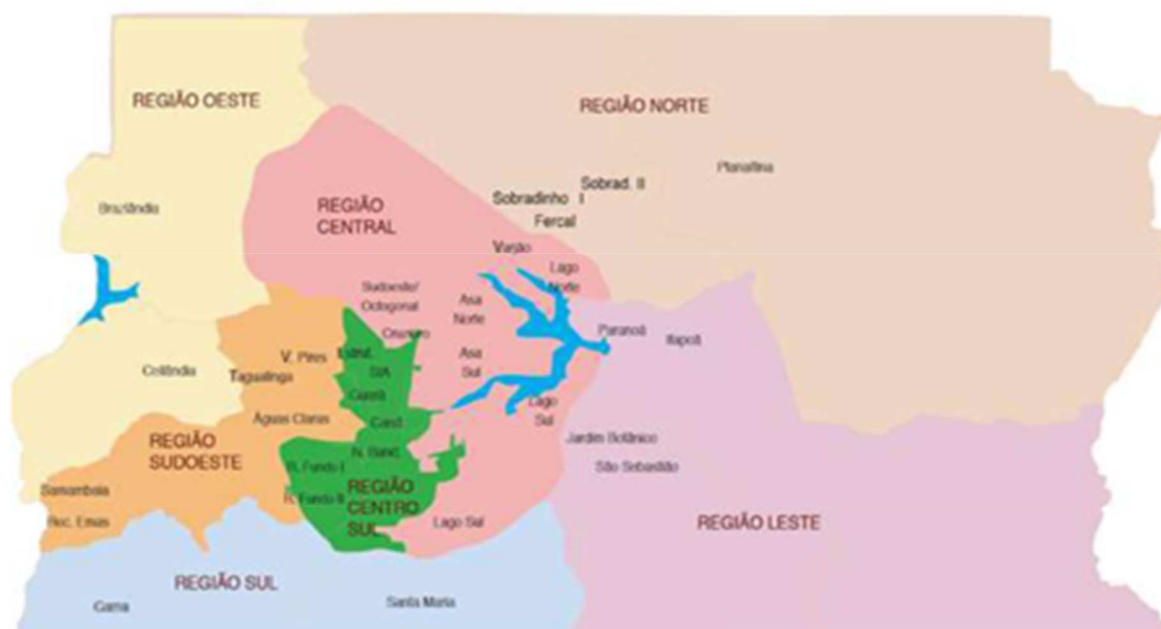 REGIÃO OESTE
REGIÃO NORTE
Planaltina
Sobrad. II
Sobradinho I
Fercal
Brazlândia
REGIÃO
CENTRAL
Varjão
Lago
Norte
Sudoeste/
Octogonal
Asa
Norte
Cruzeiro
Paranoá
Itapoã
V. Pires
Estrut.
Asa
Sul
SIA
Ceilândia
Taguatinga
Guará
Lago
Sul
Águas Claras
Cand.
Jardim Botânico
REGIÃO
SUDOESTE
N. Band.
R. Fundo I
São Sebastião
Samambaia
R. Fundo II
REGIÃO
CENTRO
SUL
Rec. Emas
Lago Sul
REGIÃO LESTE
REGIÃO SUL
Gama
Santa Maria